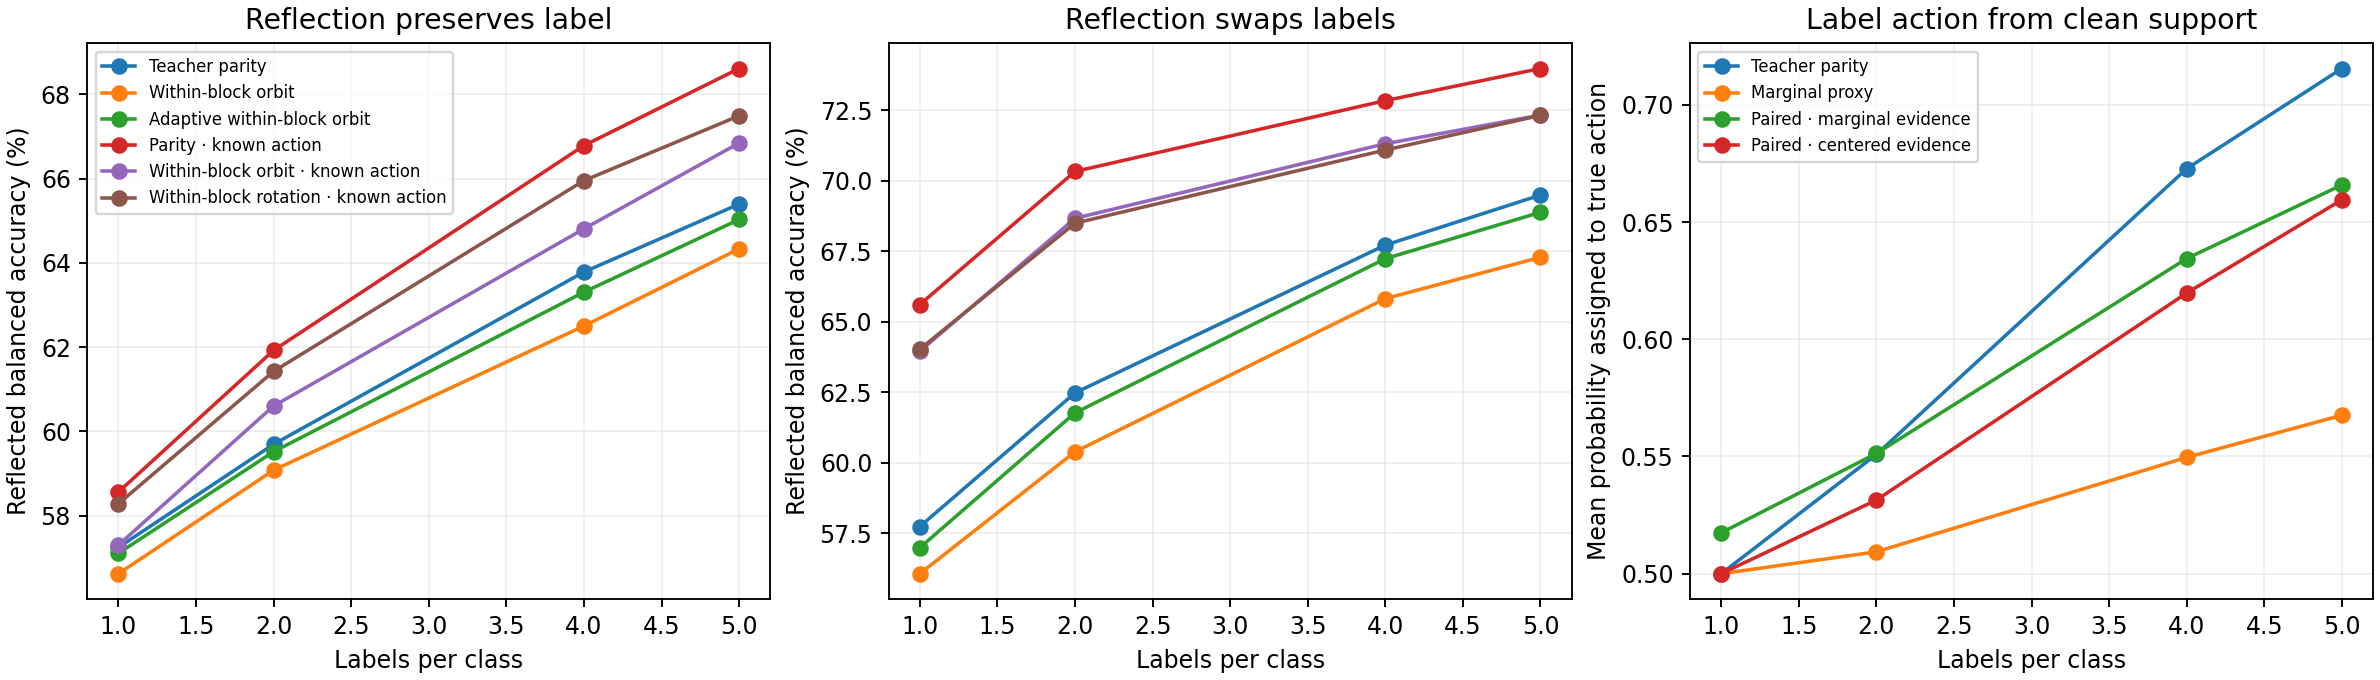 Reflection preserves label
Reflected balanced accuracy (%)
68
66
64
62
60
58
Teacher parity
Within-block orbit
Adaptive within-block orbit
Parity · known action
Within-block orbit · known action
Within-block rotation · known action
1.0 1.5 2.0 2.5 3.0 3.5 4.0 4.5 5.0
Labels per class
Reflection swaps labels
Reflected balanced accuracy (%)
72.5
70.0
67.5
65.0
62.5
60.0
57.5
1.0 1.5 2.0 2.5 3.0 3.5 4.0 4.5 5.0
Labels per class
Label action from clean support
Mean probability assigned to true action
0.70
0.65
0.60
0.55
0.50
Teacher parity
Marginal proxy
Paired · marginal evidence
Paired · centered evidence
1.0 1.5 2.0 2.5 3.0 3.5 4.0 4.5 5.0
Labels per class